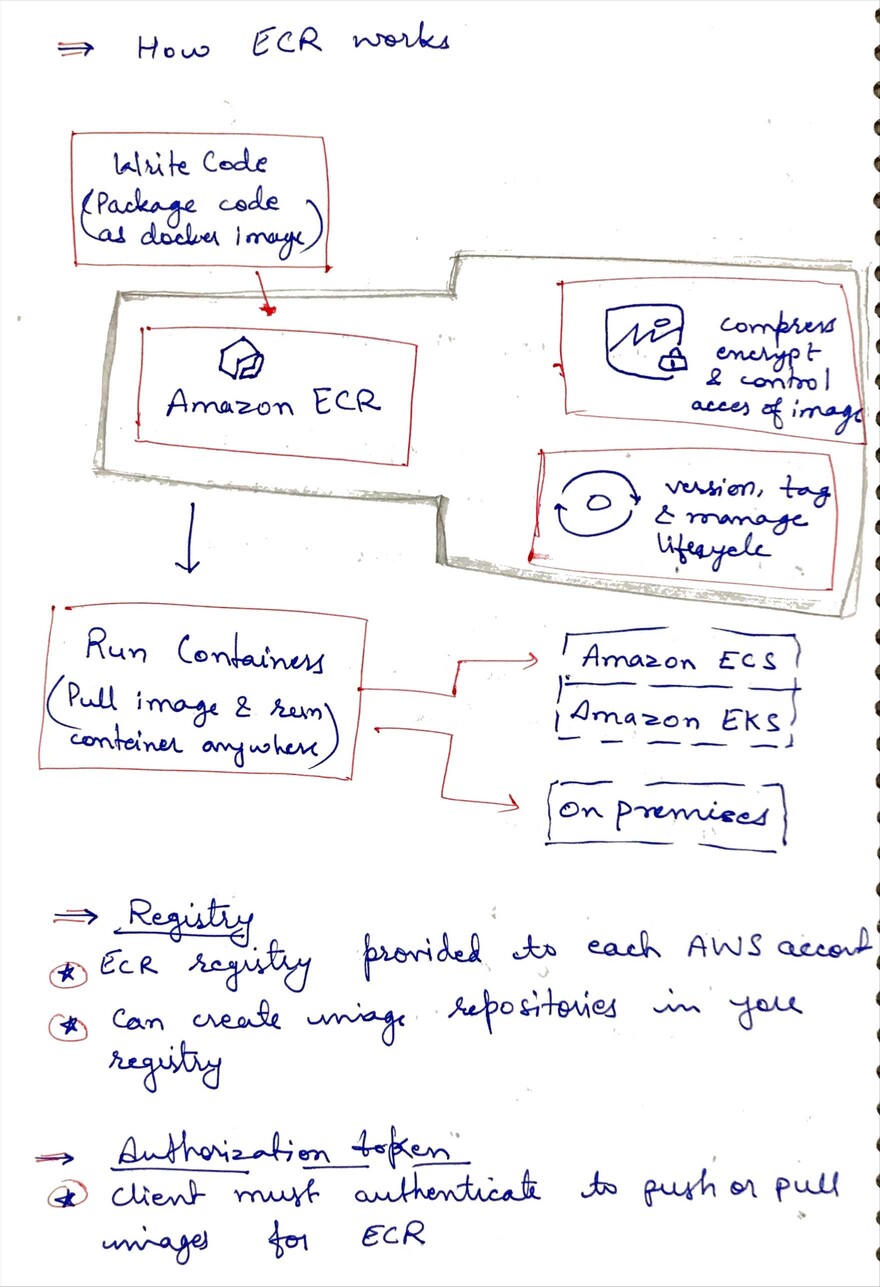 ⇒ How ECR works
Write Code
(Package code
as docker image)
Amazon ECR
compress
encrypt
& control
acces of image
version, tag
& manage
lifecycle
Run Containers
(Pull image & run
container anywhere)
Amazon ECS
Amazon EKS
On premises
⇒ Registry
* ECR registry provided to each AWS accont
* Can create image repositories in your
registry
⇒ Authorization token
* Client must authenticate to push or pull
images for ECR